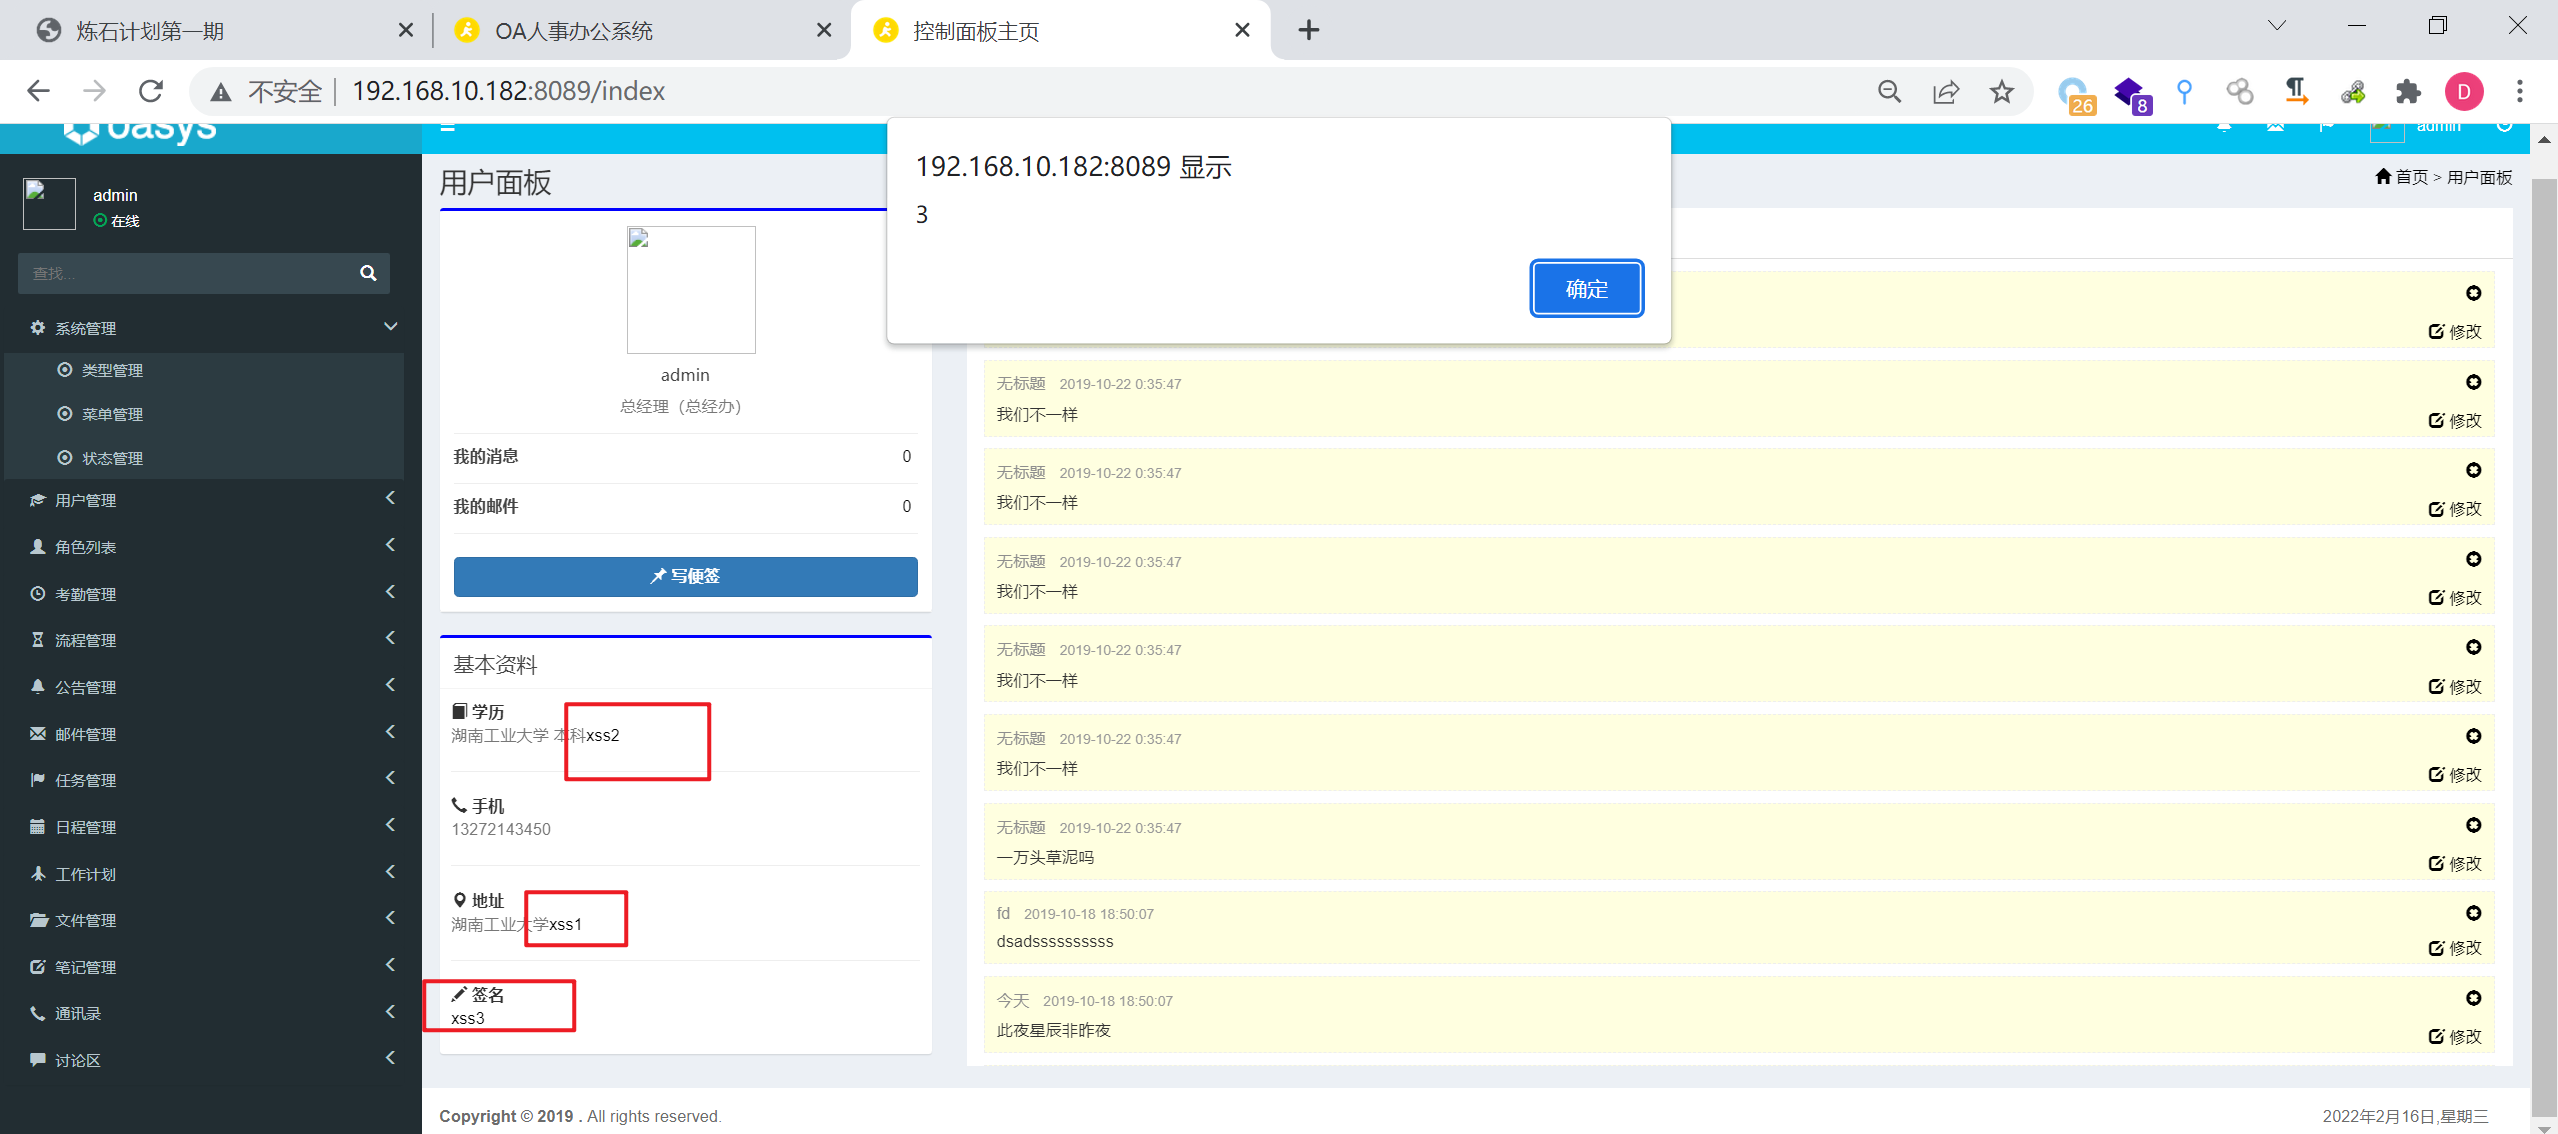 炼石计划第一期
OA人事办公系统
控制面板主页
不安全
192.168.10.182:8089/index
26
8
D
oasys
admin
admin
在线
查找...
系统管理
类型管理
菜单管理
状态管理
用户管理
角色列表
考勤管理
流程管理
公告管理
邮件管理
任务管理
日程管理
工作计划
文件管理
笔记管理
通讯录
讨论区
用户面板
首页 > 用户面板
192.168.10.182:8089 显示
3
确定
admin
总经理（总经办）
我的消息 0
我的邮件 0
写便签
基本资料
学历
湖南工业大学 本科xss2
手机
13272143450
地址
湖南工业大学xss1
签名
xss3
修改
无标题 2019-10-22 0:35:47
我们不一样
修改
无标题 2019-10-22 0:35:47
我们不一样
修改
无标题 2019-10-22 0:35:47
我们不一样
修改
无标题 2019-10-22 0:35:47
我们不一样
修改
无标题 2019-10-22 0:35:47
我们不一样
修改
无标题 2019-10-22 0:35:47
一万头草泥吗
修改
fd 2019-10-18 18:50:07
dsadssssssssss
修改
今天 2019-10-18 18:50:07
此夜星辰非昨夜
修改
Copyright © 2019 . All rights reserved.
2022年2月16日,星期三